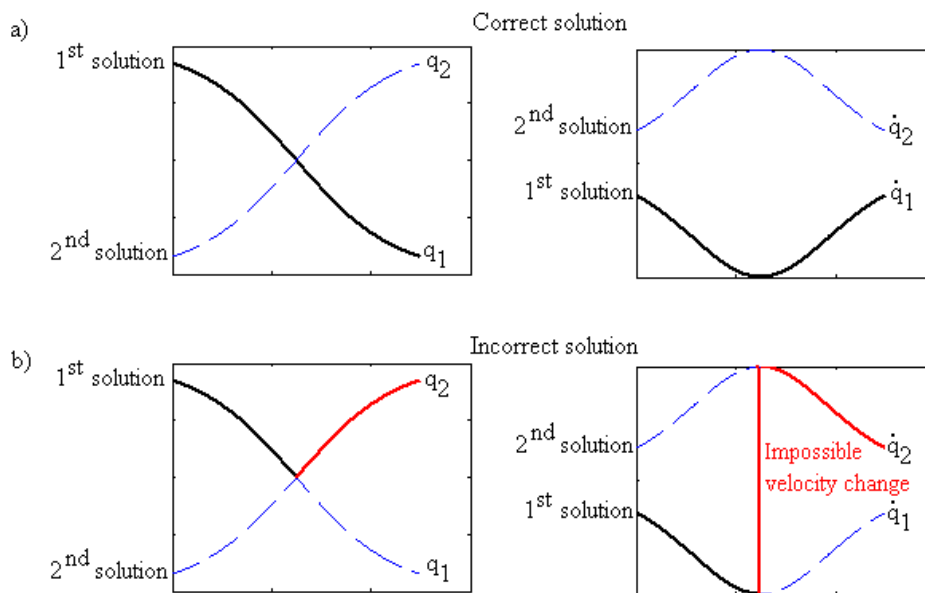 a)
Correct solution
1st solution
q2
2nd solution
q1
2nd solution
q̇2
1st solution
q̇1
b)
Incorrect solution
1st solution
q2
2nd solution
q1
2nd solution
q̇2
Impossible
velocity change
1st solution
q̇1